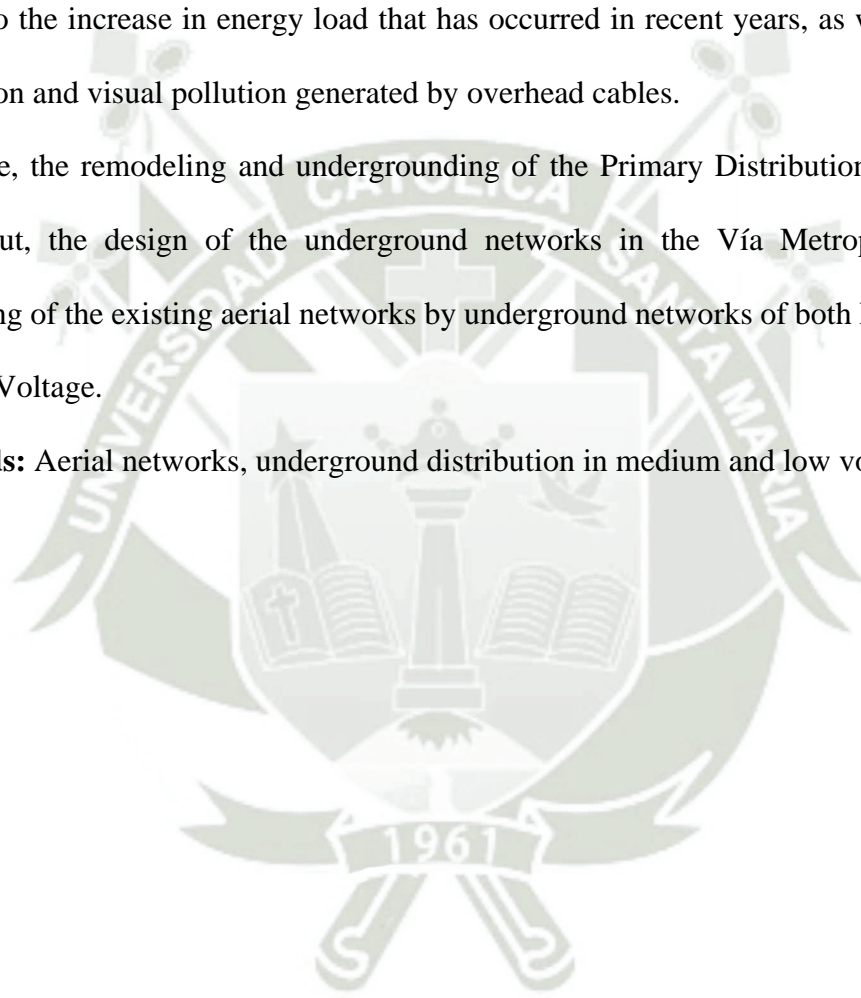 o the increase in energy load that has occurred in recent years, as w
on and visual pollution generated by overhead cables.
e, the remodeling and undergrounding of the Primary Distribution
ut, the design of the underground networks in the Vía Metrop
ng of the existing aerial networks by underground networks of both
Voltage.
ds: Aerial networks, underground distribution in medium and low vo
UNIVERSIDAD CATOLICA SANTA MARIA
1961